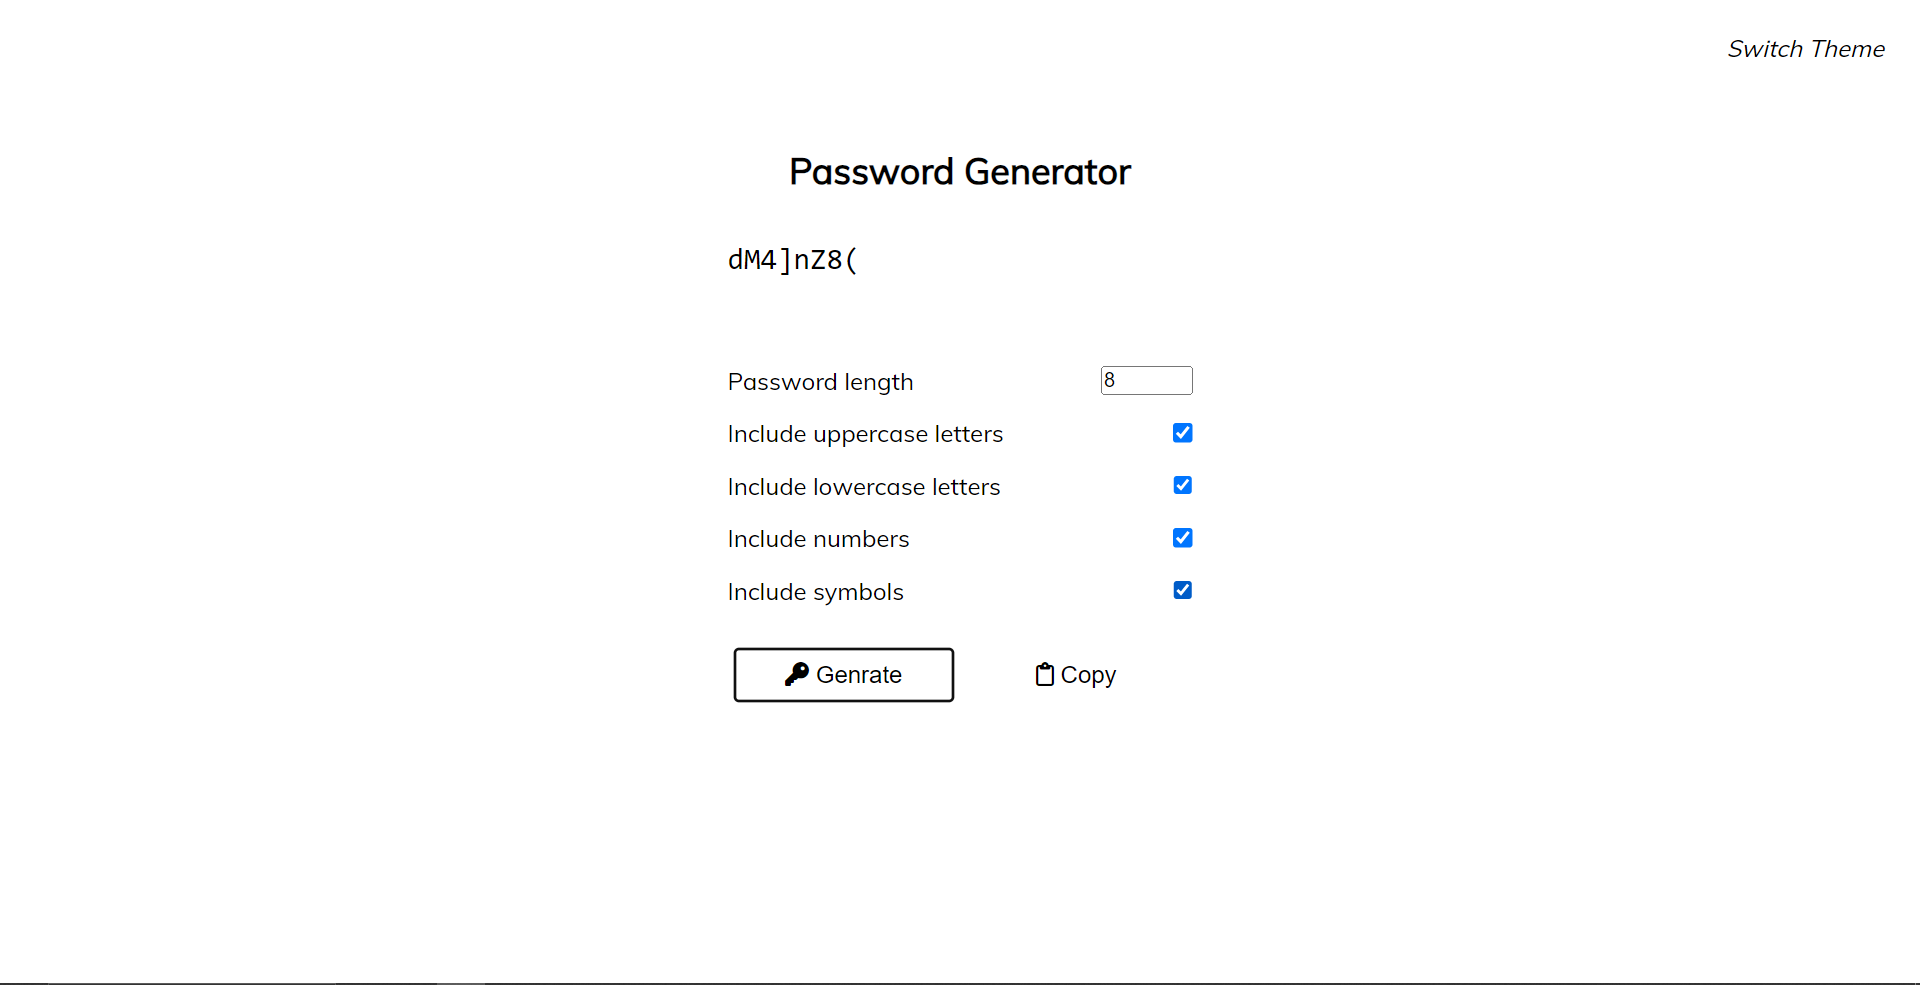 Switch Theme
Password Generator
dM4]nZ8(
Password length 8
Include uppercase letters
Include lowercase letters
Include numbers
Include symbols
Genrate Copy